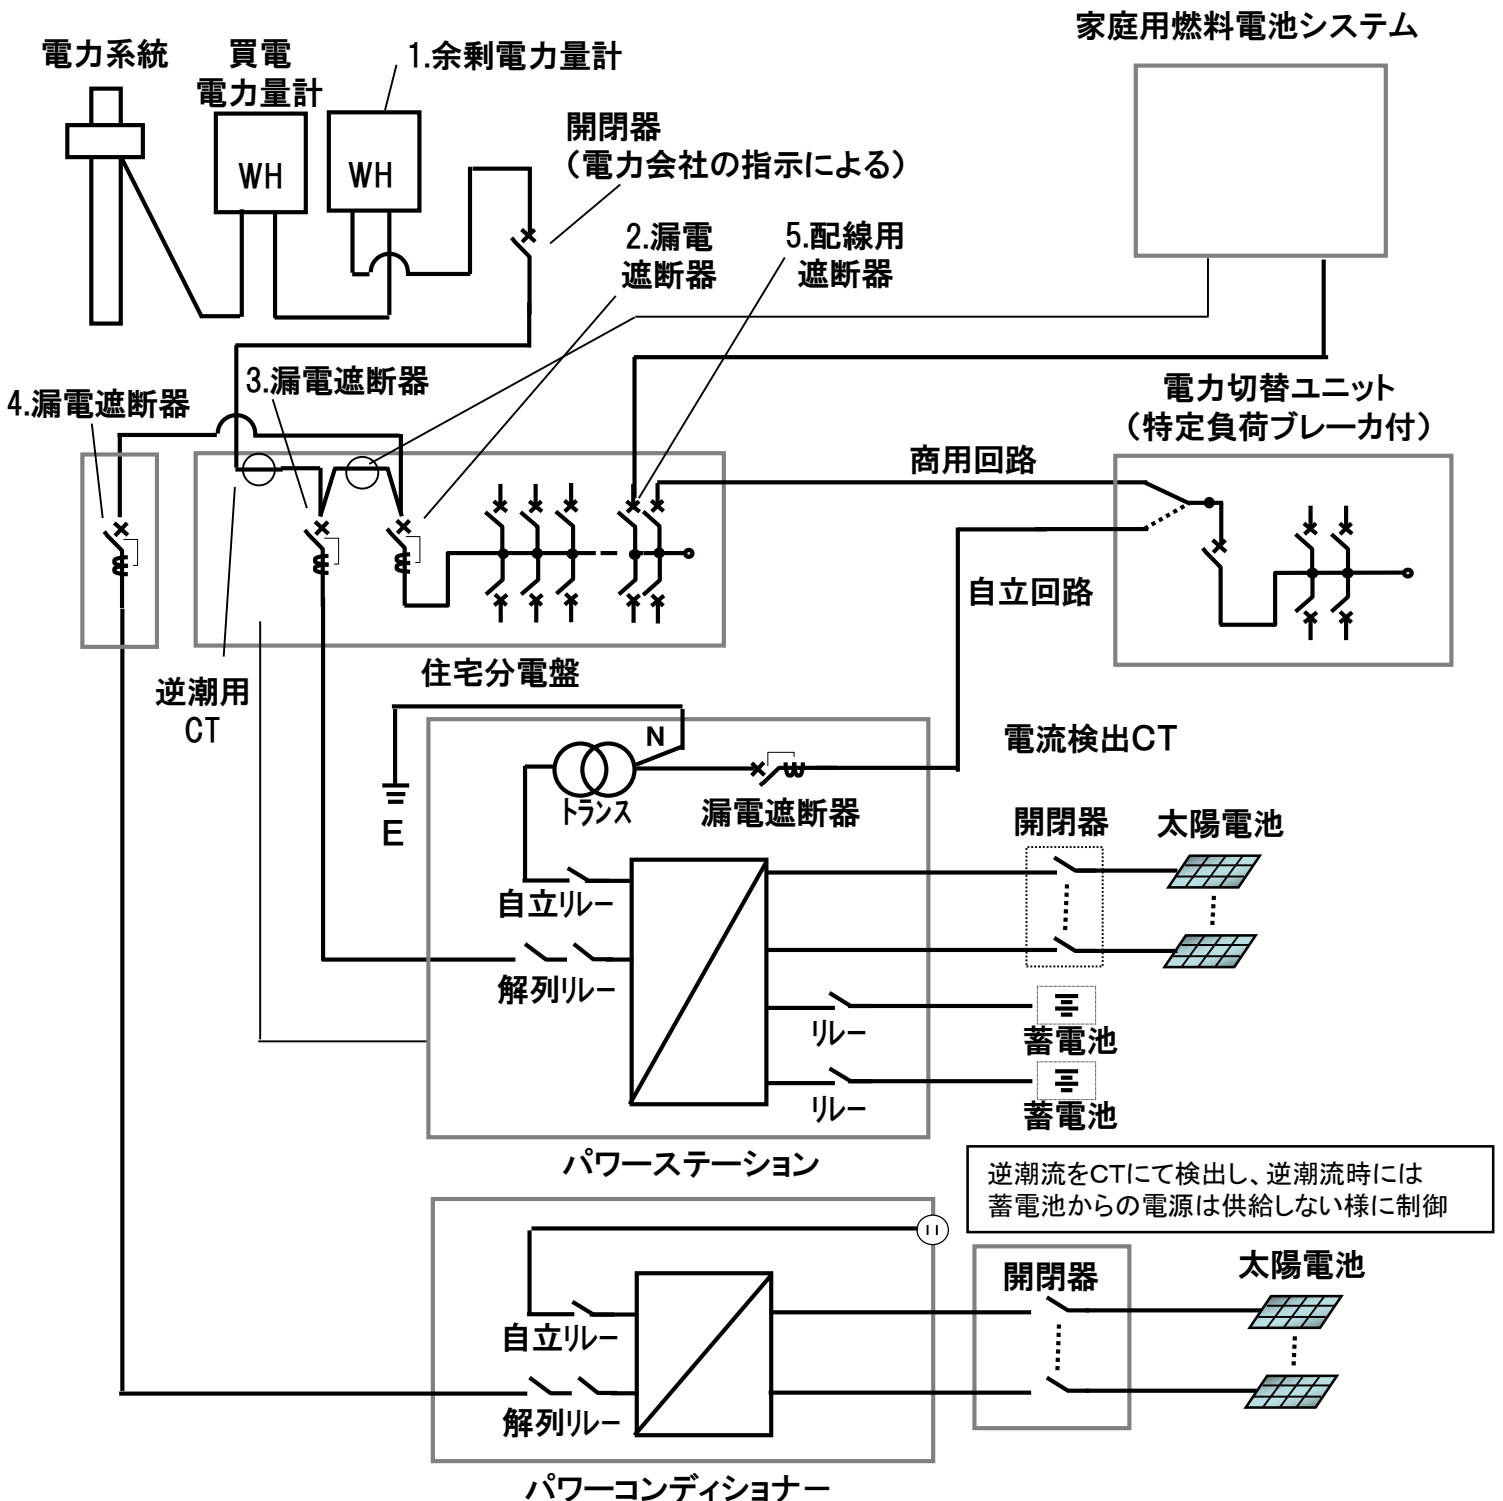 家庭用燃料電池システム
電力系統
買電
電力量計
1.余剰電力量計
WH
WH
開閉器
(電力会社の指示による)
2.漏電
遮断器
5.配線用
遮断器
3.漏電遮断器
4.漏電遮断器
電力切替ユニット
(特定負荷ブレーカ付)
商用回路
自立回路
住宅分電盤
逆潮用
CT
N
E
トランス
漏電遮断器
電流検出CT
開閉器
太陽電池
自立リレー
解列リレー
リレー
蓄電池
リレー
蓄電池
パワーステーション
逆潮流をCTにて検出し、逆潮流時には
蓄電池からの電源は供給しない様に制御
開閉器
太陽電池
自立リレー
解列リレー
パワーコンディショナー